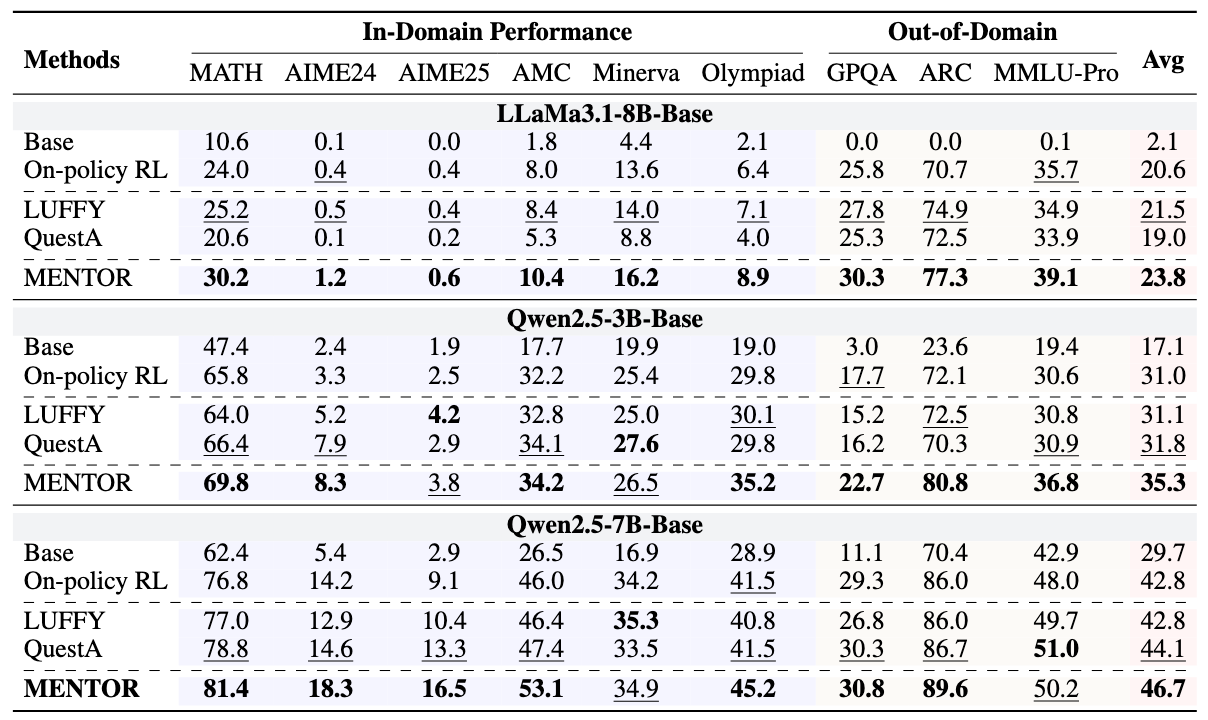 Methods In-Domain Performance Out-of-Domain Avg
MATH AIME24 AIME25 AMC Minerva Olympiad GPQA ARC MMLU-Pro
LLaMa3.1-8B-Base
Base 10.6 0.1 0.0 1.8 4.4 2.1 0.0 0.0 0.1 2.1
On-policy RL 24.0 0.4 0.4 8.0 13.6 6.4 25.8 70.7 35.7 20.6
LUFFY 25.2 0.5 0.4 8.4 14.0 7.1 27.8 74.9 34.9 21.5
QuestA 20.6 0.1 0.2 5.3 8.8 4.0 25.3 72.5 33.9 19.0
MENTOR 30.2 1.2 0.6 10.4 16.2 8.9 30.3 77.3 39.1 23.8
Qwen2.5-3B-Base
Base 47.4 2.4 1.9 17.7 19.9 19.0 3.0 23.6 19.4 17.1
On-policy RL 65.8 3.3 2.5 32.2 25.4 29.8 17.7 72.1 30.6 31.0
LUFFY 64.0 5.2 4.2 32.8 25.0 30.1 15.2 72.5 30.8 31.1
QuestA 66.4 7.9 2.9 34.1 27.6 29.8 16.2 70.3 30.9 31.8
MENTOR 69.8 8.3 3.8 34.2 26.5 35.2 22.7 80.8 36.8 35.3
Qwen2.5-7B-Base
Base 62.4 5.4 2.9 26.5 16.9 28.9 11.1 70.4 42.9 29.7
On-policy RL 76.8 14.2 9.1 46.0 34.2 41.5 29.3 86.0 48.0 42.8
LUFFY 77.0 12.9 10.4 46.4 35.3 40.8 26.8 86.0 49.7 42.8
QuestA 78.8 14.6 13.3 47.4 33.5 41.5 30.3 86.7 51.0 44.1
MENTOR 81.4 18.3 16.5 53.1 34.9 45.2 30.8 89.6 50.2 46.7